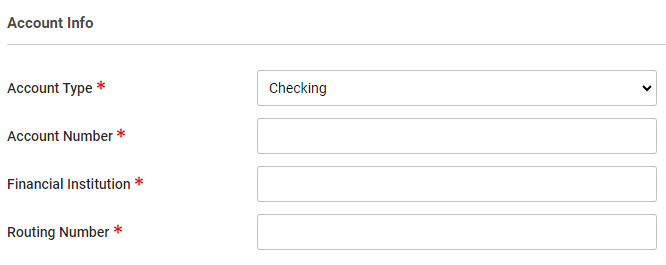 Account Info
Account Type * Checking
Account Number *
Financial Institution *
Routing Number *